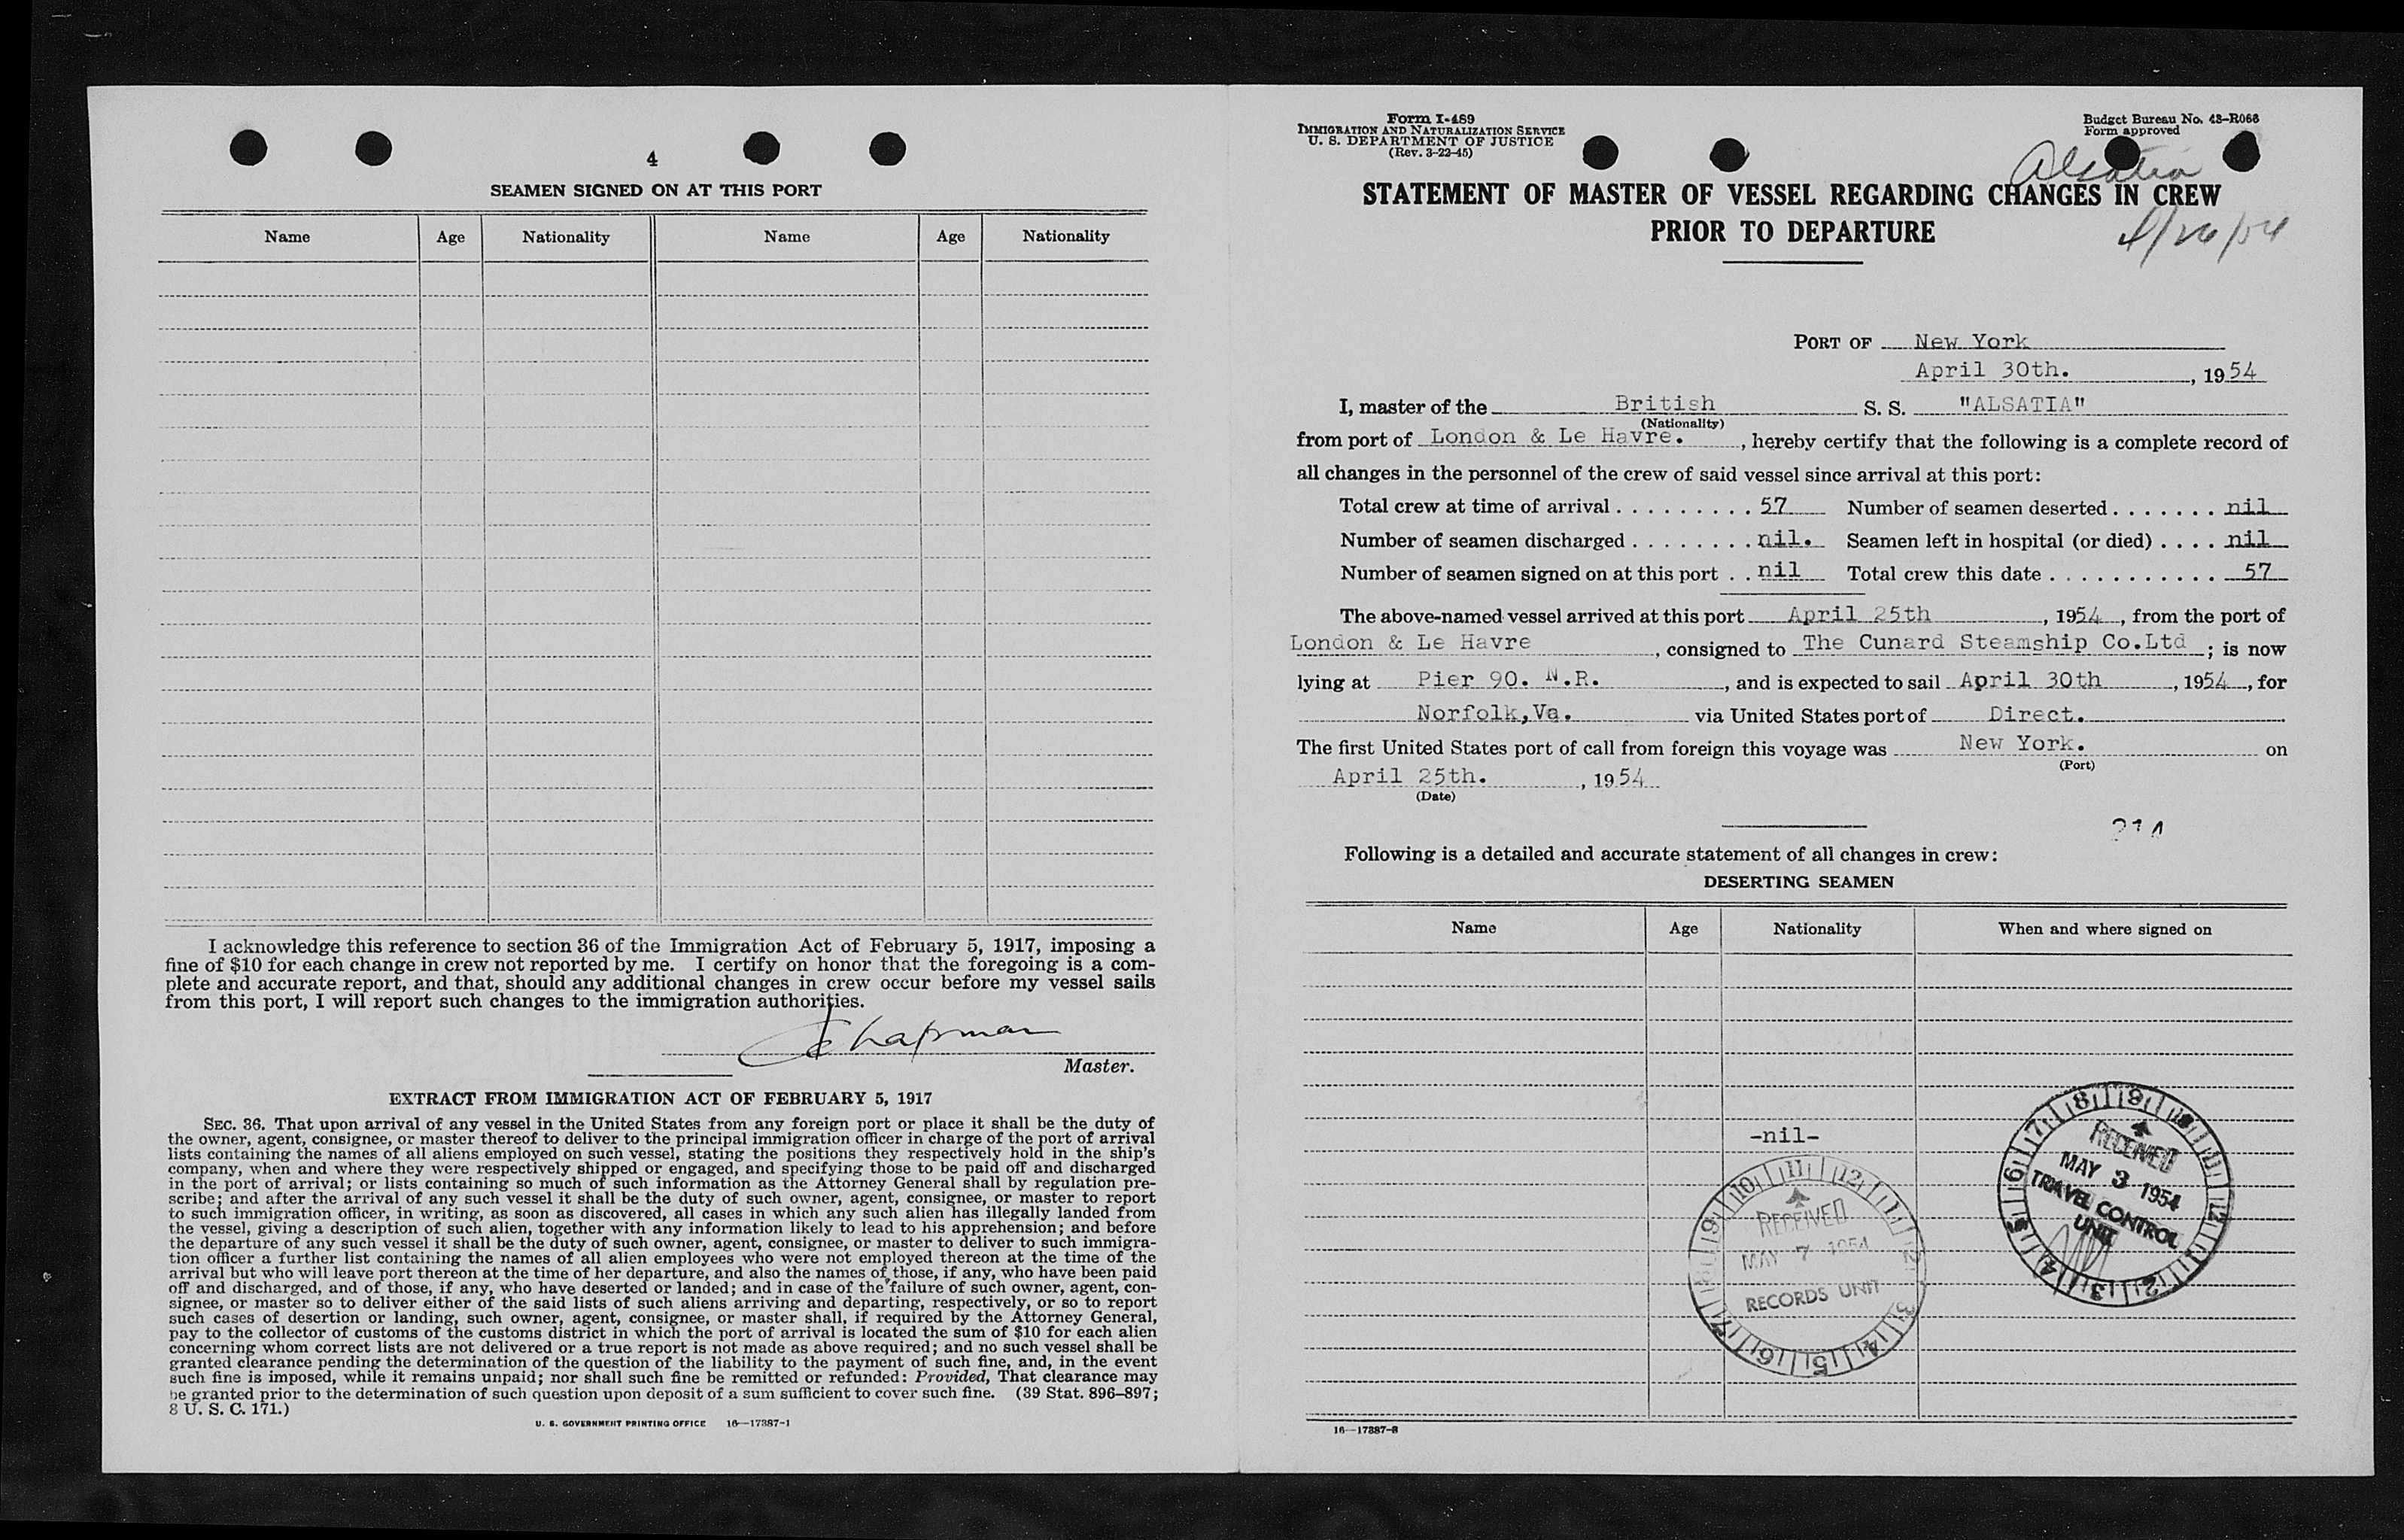 4
SEAMEN SIGNED ON AT THIS PORT
Name Age Nationality Name Age Nationality
I acknowledge this reference to section 36 of the Immigration Act of February 5, 1917, imposing a
fine of $10 for each change in crew not reported by me. I certify on honor that the foregoing is a com-
plete and accurate report, and that, should any additional changes in crew occur before my vessel sails
from this port, I will report such changes to the immigration authorities.
Chapman
Master.
EXTRACT FROM IMMIGRATION ACT OF FEBRUARY 5, 1917
SEC. 36. That upon arrival of any vessel in the United States from any foreign port or place it shall be the duty of
the owner, agent, consignee, or master thereof to deliver to the principal immigration officer in charge of the port of arrival
lists containing the names of all aliens employed on such vessel, stating the positions they respectively hold in the ship's
company, when and where they were respectively shipped or engaged, and specifying those to be paid off and discharged
in the port of arrival; or lists containing so much of such information as the Attorney General shall by regulation pre-
scribe; and after the arrival of any such vessel it shall be the duty of such owner, agent, consignee, or master to report
to such immigration officer, in writing, as soon as discovered, all cases in which any such alien has illegally landed from
the vessel, giving a description of such alien, together with any information likely to lead to his apprehension; and before
the departure of any such vessel it shall be the duty of such owner, agent, consignee, or master to deliver to such immigra-
tion officer a further list containing the names of all alien employees who were not employed thereon at the time of the
arrival but who will leave port thereon at the time of her departure, and also the names of those, if any, who have been paid
off and discharged, and of those, if any, who have deserted or landed; and in case of the failure of such owner, agent, con-
signee, or master so to deliver either of the said lists of such aliens arriving and departing, respectively, or so to report
such cases of desertion or landing, such owner, agent, consignee, or master shall, if required by the Attorney General,
pay to the collector of customs of the customs district in which the port of arrival is located the sum of $10 for each alien
concerning whom correct lists are not delivered or a true report is not made as above required; and no such vessel shall be
granted clearance pending the determination of the question of the liability to the payment of such fine, and, in the event
such fine is imposed, while it remains unpaid; nor shall such fine be remitted or refunded: Provided, That clearance may
be granted prior to the determination of such question upon deposit of a sum sufficient to cover such fine. (39 Stat. 896–897;
8 U. S. C. 171.)
U. S. GOVERNMENT PRINTING OFFICE 16—17387-1
Form I-489
IMMIGRATION AND NATURALIZATION SERVICE
U. S. DEPARTMENT OF JUSTICE
(Rev. 3-22-45)
Budget Bureau No. 43-R068
Form approved
Alsatia
STATEMENT OF MASTER OF VESSEL REGARDING CHANGES IN CREW
PRIOR TO DEPARTURE
4/26/54
PORT OF New York
April 30th. , 1954
I, master of the British S. S. "ALSATIA"
(Nationality)
from port of London & Le Havre. , hereby certify that the following is a complete record of
all changes in the personnel of the crew of said vessel since arrival at this port:
Total crew at time of arrival . . . . . . . . . 57 Number of seamen deserted . . . . . . . nil
Number of seamen discharged . . . . . . . . nil. Seamen left in hospital (or died) . . . . nil
Number of seamen signed on at this port . . nil Total crew this date . . . . . . . . . . . . 57
The above-named vessel arrived at this port April 25th , 1954 , from the port of
London & Le Havre , consigned to The Cunard Steamship Co.Ltd ; is now
lying at Pier 90. N.R. , and is expected to sail April 30th , 1954 , for
Norfolk,Va. via United States port of Direct.
The first United States port of call from foreign this voyage was New York. on
(Port)
April 25th. , 1954
(Date)
Following is a detailed and accurate statement of all changes in crew:
DESERTING SEAMEN
Name Age Nationality When and where signed on
-nil-
RECEIVED
MAY 3 1954
TRAVEL CONTROL
UNIT
RECEIVED
MAY 7 1954
RECORDS UNIT
16—17387-3